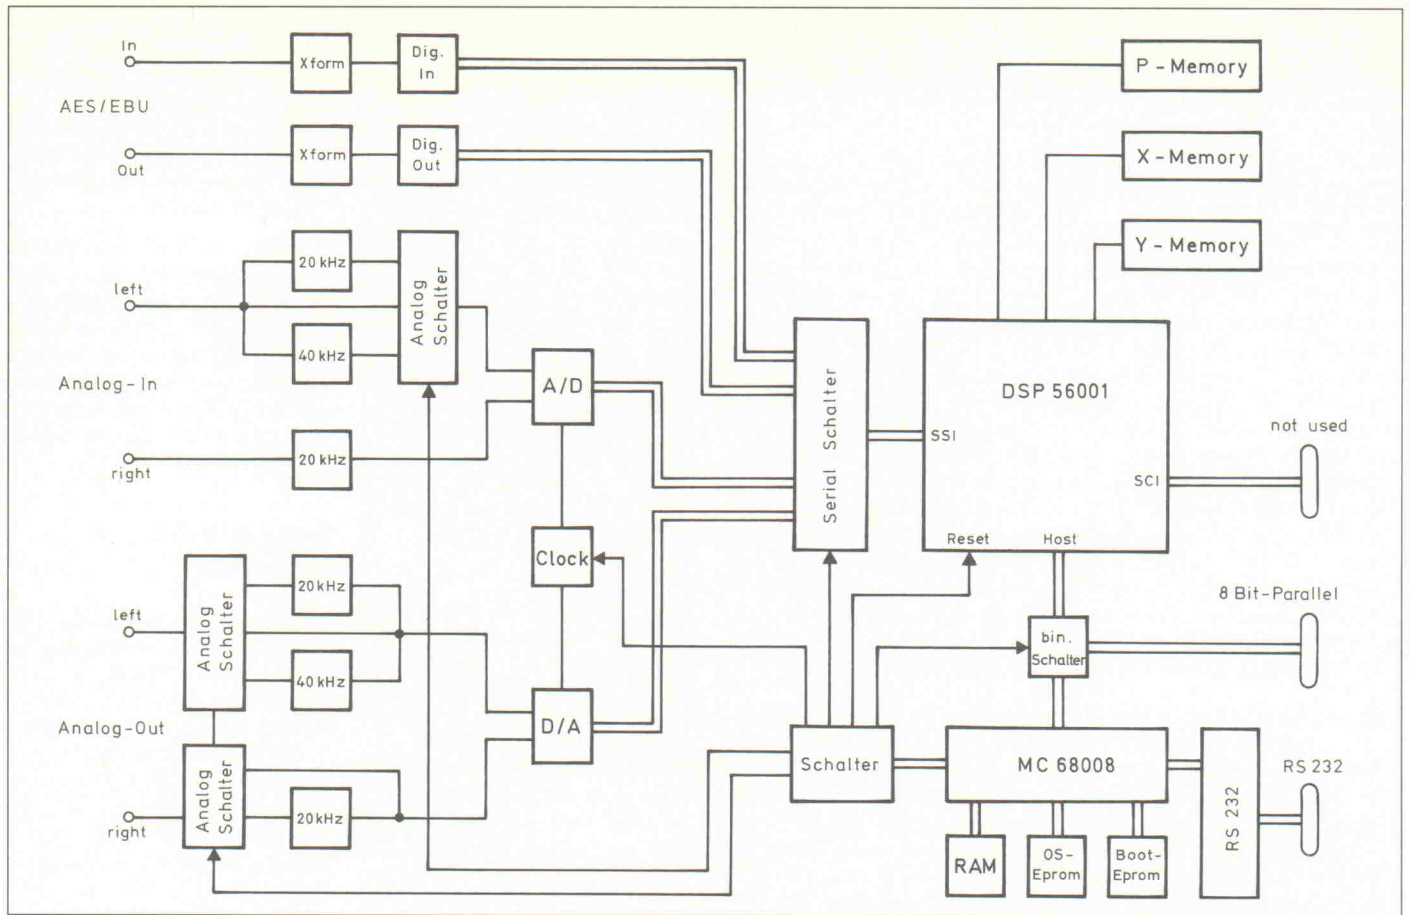 In
Xform
Dig.
In
AES/EBU
Out
Xform
Dig.
Out
P - Memory
X - Memory
Y - Memory
left
20 kHz
40 kHz
Analog
Schalter
Analog-In
right
20 kHz
A/D
Clock
D/A
Serial Schalter
DSP 56001
SSI
SCI
Reset
Host
not used
8 Bit-Parallel
bin.
Schalter
left
Analog
Schalter
20 kHz
40 kHz
Analog-Out
Analog
Schalter
20 kHz
right
Schalter
MC 68008
RAM
OS-
Eprom
Boot-
Eprom
RS 232
RS 232